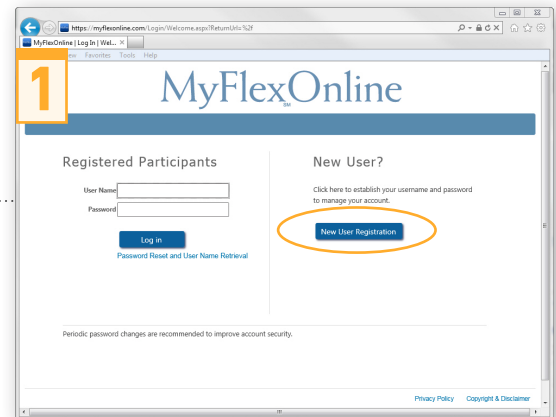 https://myflexonline.com/Login/Welcome.aspx?ReturnUrl=%2f
MyFlexOnline | Log In | Wel...
Favorites Tools Help
1
MyFlexOnline
SM
Registered Participants
New User?
User Name
Click here to establish your username and password
to manage your account.
Password
New User Registration
Log in
Password Reset and User Name Retrieval
Periodic password changes are recommended to improve account security.
Privacy Policy Copyright & Disclaimer